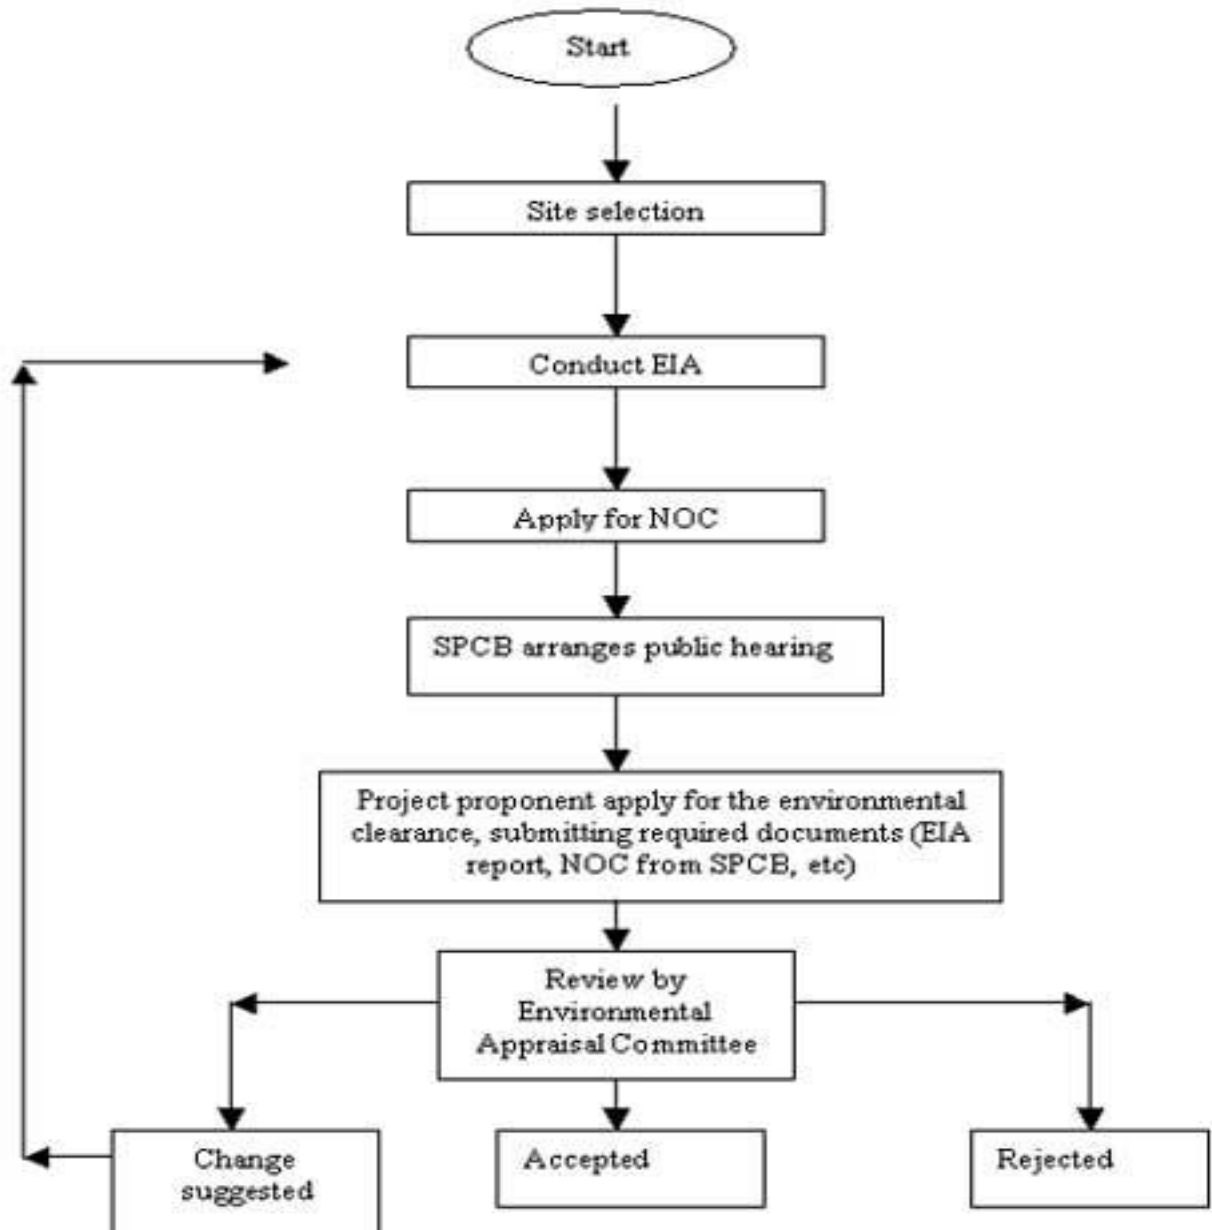 Start
Site selection
Conduct EIA
Apply for NOC
SPCB arranges public hearing
Project proponent apply for the environmental
clearance, submitting required documents (EIA
report, NOC from SPCB, etc)
Review by
Environmental
Appraisal Committee
Change
suggested
Accepted
Rejected